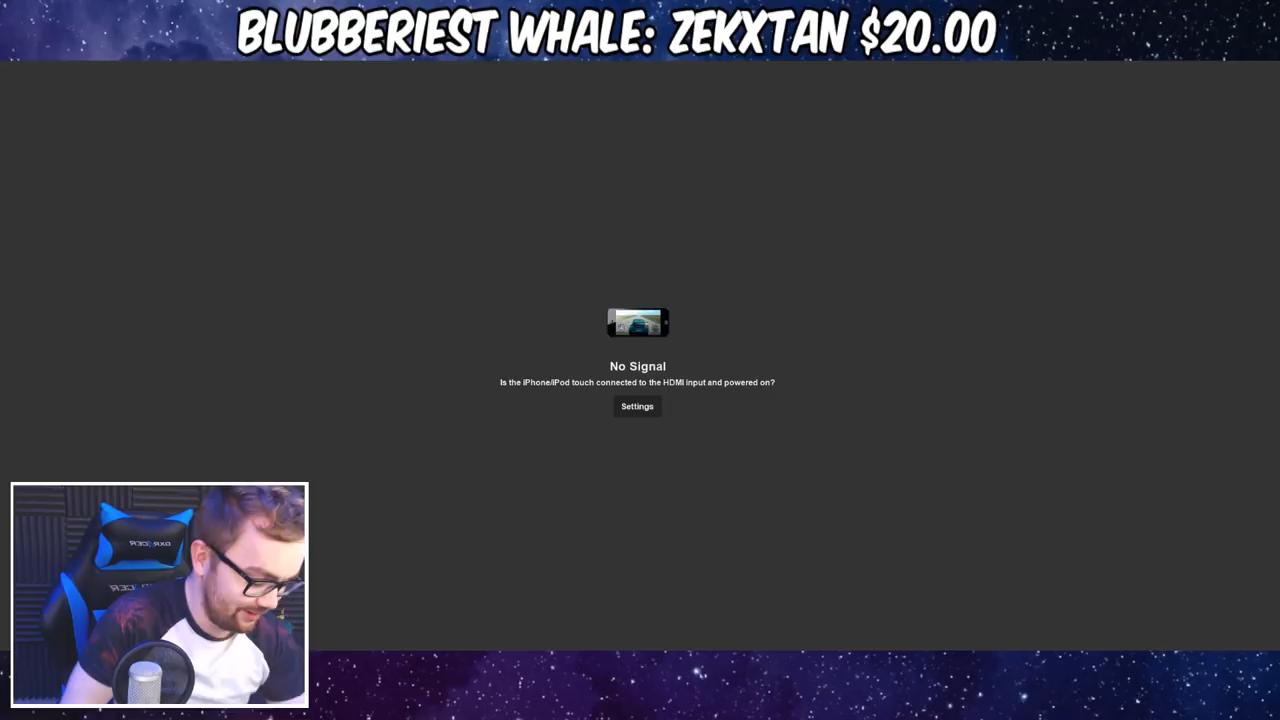 BLUBBERIEST WHALE: ZEKXTAN $20.00
No Signal
Is the iPhone/iPod touch connected to the HDMI input and powered on?
Settings
DXRACER